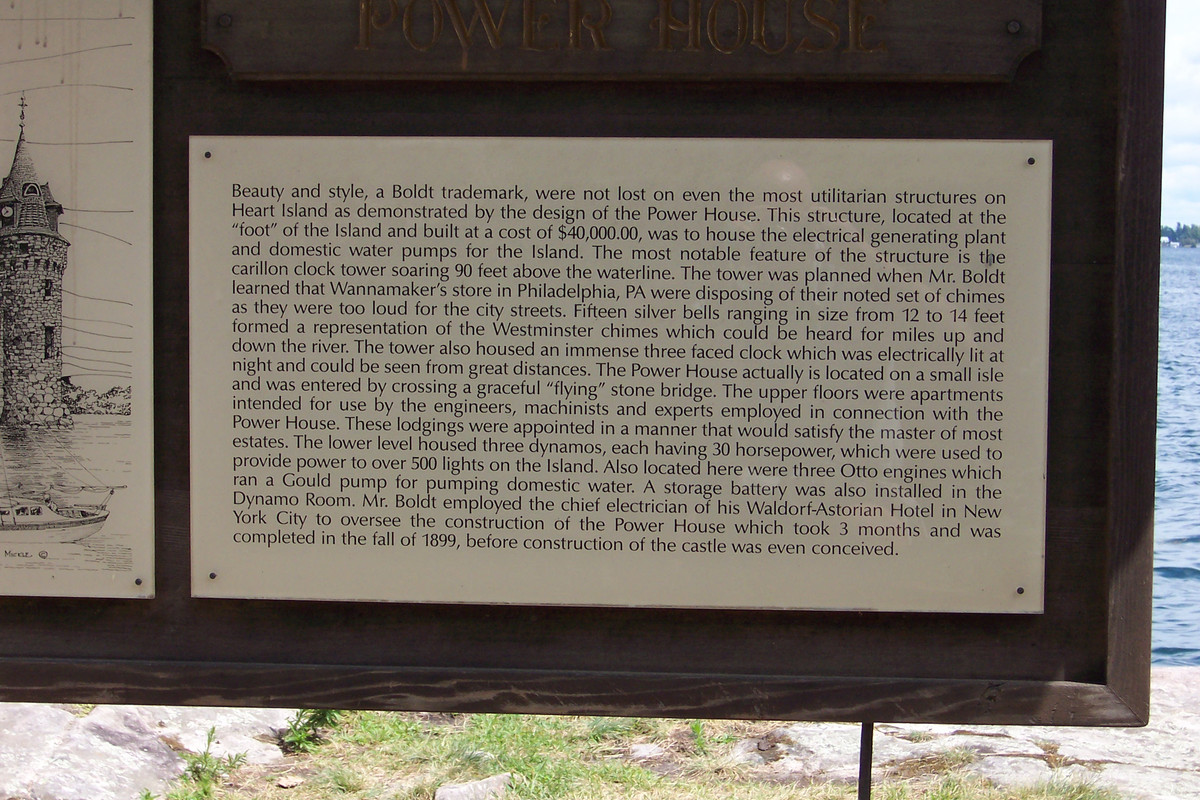 POWER HOUSE
Beauty and style, a Boldt trademark, were not lost on even the most utilitarian structures on
Heart Island as demonstrated by the design of the Power House. This structure, located at the
“foot” of the Island and built at a cost of $40,000.00, was to house the electrical generating plant
and domestic water pumps for the Island. The most notable feature of the structure is the
carillon clock tower soaring 90 feet above the waterline. The tower was planned when Mr. Boldt
learned that Wannamaker’s store in Philadelphia, PA were disposing of their noted set of chimes
as they were too loud for the city streets. Fifteen silver bells ranging in size from 12 to 14 feet
formed a representation of the Westminster chimes which could be heard for miles up and
down the river. The tower also housed an immense three faced clock which was electrically lit at
night and could be seen from great distances. The Power House actually is located on a small isle
and was entered by crossing a graceful “flying” stone bridge. The upper floors were apartments
intended for use by the engineers, machinists and experts employed in connection with the
Power House. These lodgings were appointed in a manner that would satisfy the master of most
estates. The lower level housed three dynamos, each having 30 horsepower, which were used to
provide power to over 500 lights on the Island. Also located here were three Otto engines which
ran a Gould pump for pumping domestic water. A storage battery was also installed in the
Dynamo Room. Mr. Boldt employed the chief electrician of his Waldorf-Astorian Hotel in New
York City to oversee the construction of the Power House which took 3 months and was
completed in the fall of 1899, before construction of the castle was even conceived.
©